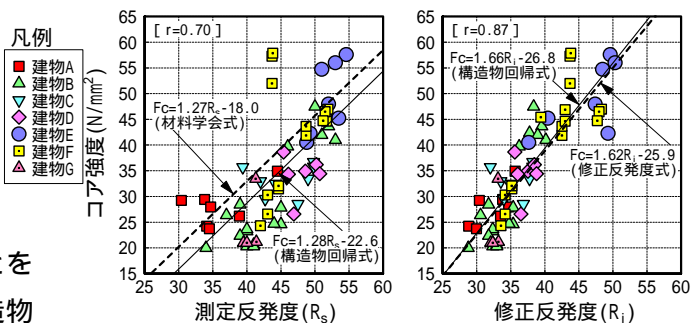 凡例
建物A
建物B
建物C
建物D
建物E
建物F
建物G
とを
造物
コア強度(N/mm²)
65
60
55
50
45
40
35
30
25
20
15
[ r=0.70 ]
Fc=1.27Rs-18.0
(材料学会式)
Fc=1.28Rs-22.6
(構造物回帰式)
25 30 35 40 45 50 55 60
測定反発度(Rs)
65
60
55
50
45
40
35
30
25
20
15
[ r=0.87 ]
Fc=1.66Ri-26.8
(構造物回帰式)
Fc=1.62Ri-25.9
(修正反発度式)
25 30 35 40 45 50 55 60
修正反発度(Ri)